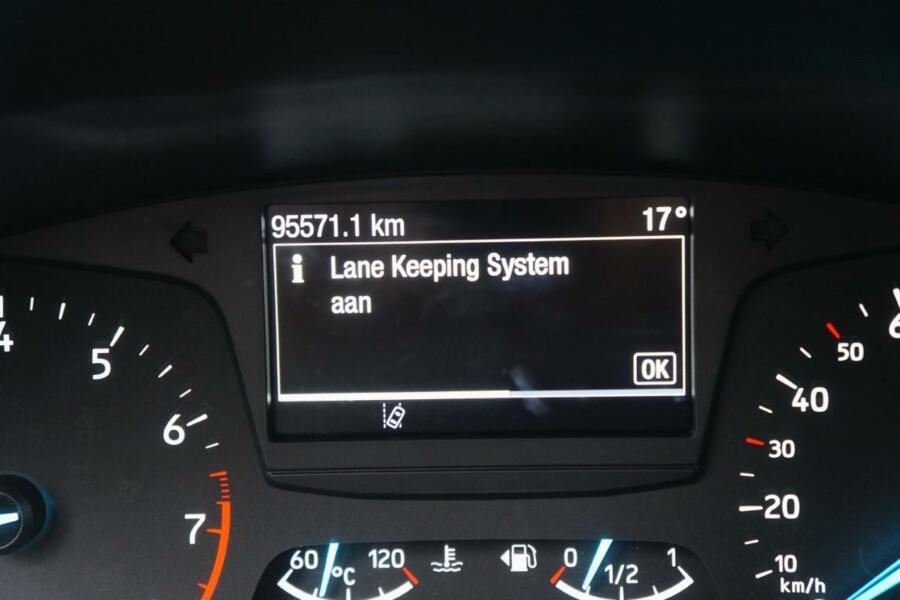 95571.1 km 17°
i Lane Keeping System
aan
OK
4 5 6 7
50
40
30
20
10
km/h
60 °C 120
0 1/2 1